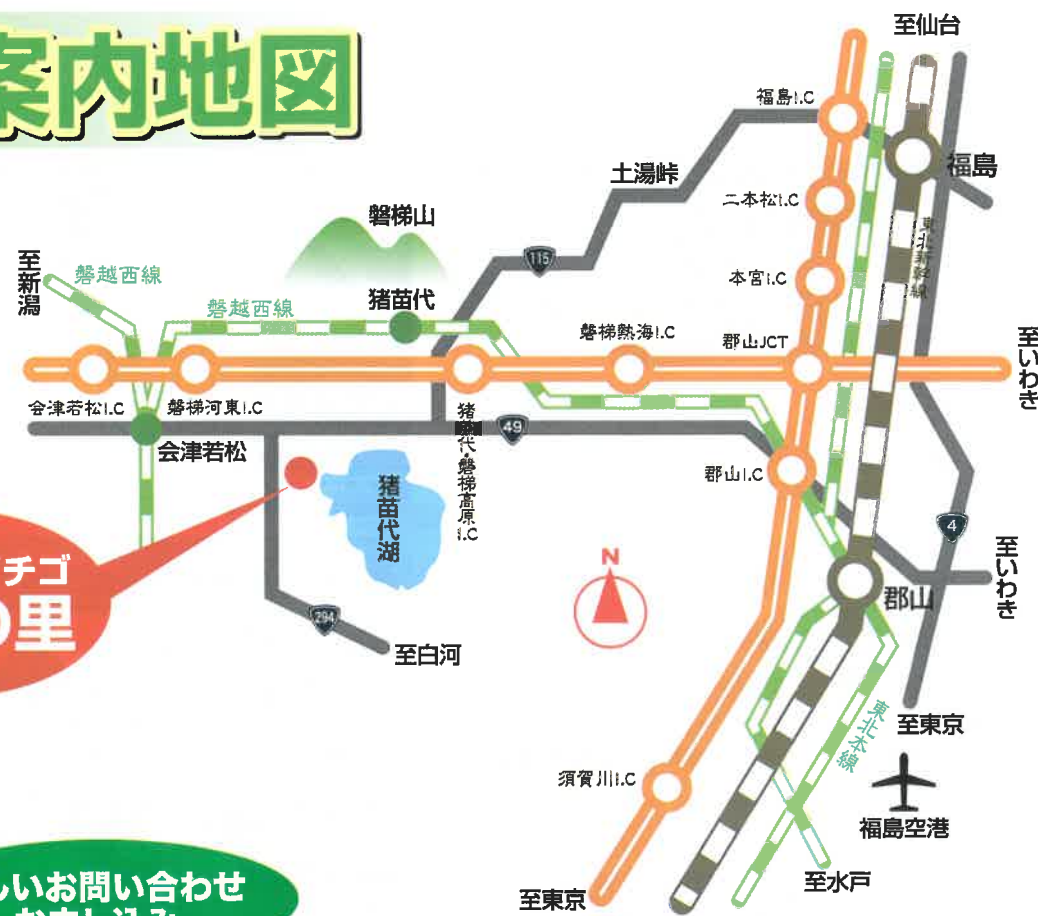 案内地図
至仙台
福島I.C
福島
土湯峠
二本松I.C
東北新幹線
磐梯山
115
至新潟
磐越西線
本宮I.C
猪苗代
磐越西線
磐梯熱海I.C
郡山JCT
至いわき
会津若松I.C
磐梯河東I.C
猪苗代・磐梯高原I.C
49
会津若松
郡山I.C
猪苗代湖
4
至いわき
チゴ
里
N
郡山
294
至白河
東北本線
至東京
須賀川I.C
福島空港
しいお問い合わせ
至水戸
至東京